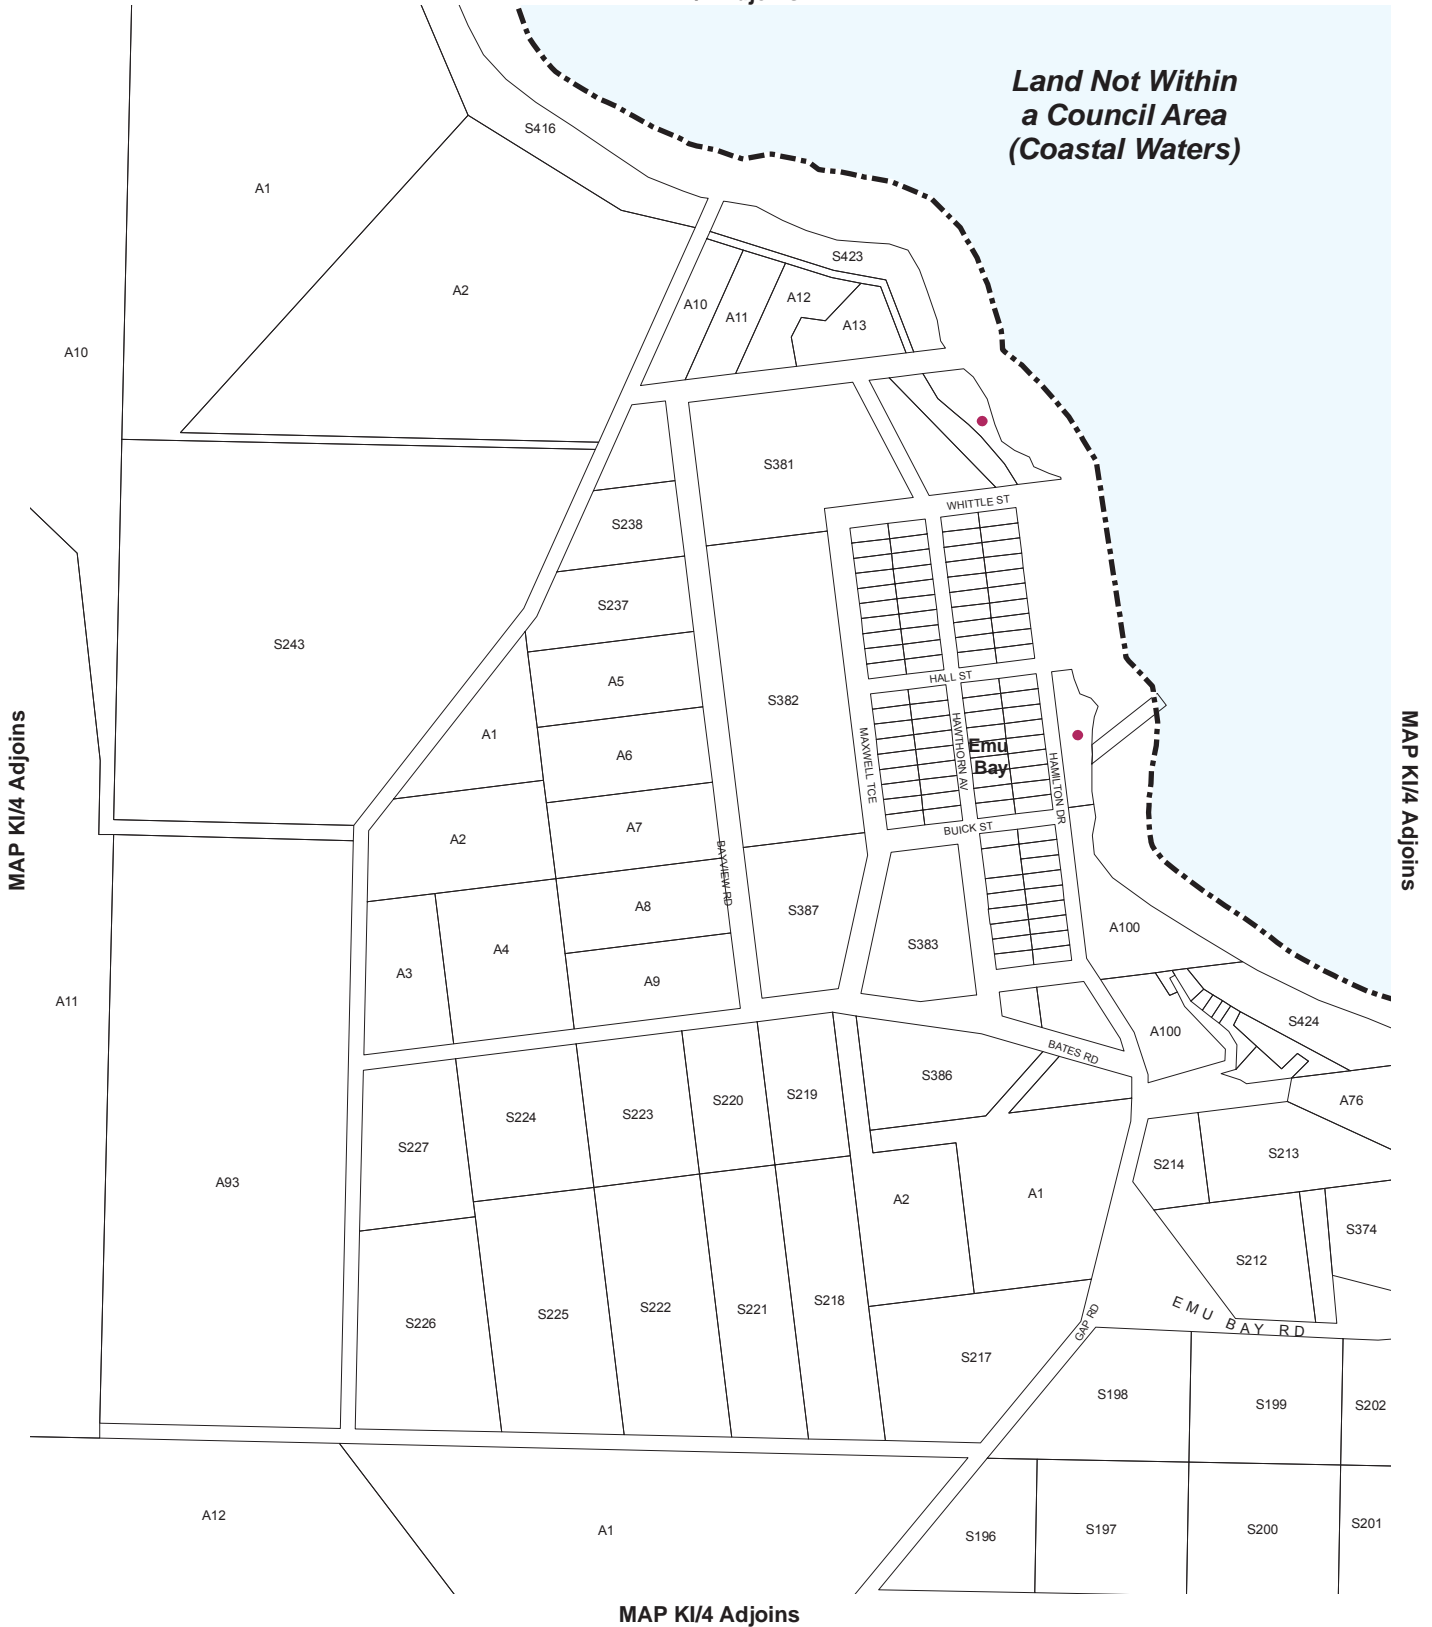 Land Not Within
a Council Area
(Coastal Waters)
S416
A1
S423
A2
A10
A11
A12
A13
A10
S381
WHITTLE ST
S238
S237
S243
HALL ST
A5
S382
A1
MAXWELL TCE
HAWTHORN AV
Emu
Bay
HAMILTON DR
A6
MAP KI/4 Adjoins
MAP KI/4 Adjoins
A7
BUICK ST
A2
BAYVIEW RD
A8
S387
A100
S383
A4
A3
A9
A11
S424
A100
BATES RD
S386
S219
S220
A76
S223
S224
S227
S213
S214
A93
A2
A1
S374
S212
S218
S221
S222
S225
S226
EMU BAY RD
GAP RD
S217
S198
S199
S202
A12
A1
S196
S197
S200
S201
MAP KI/4 Adjoins